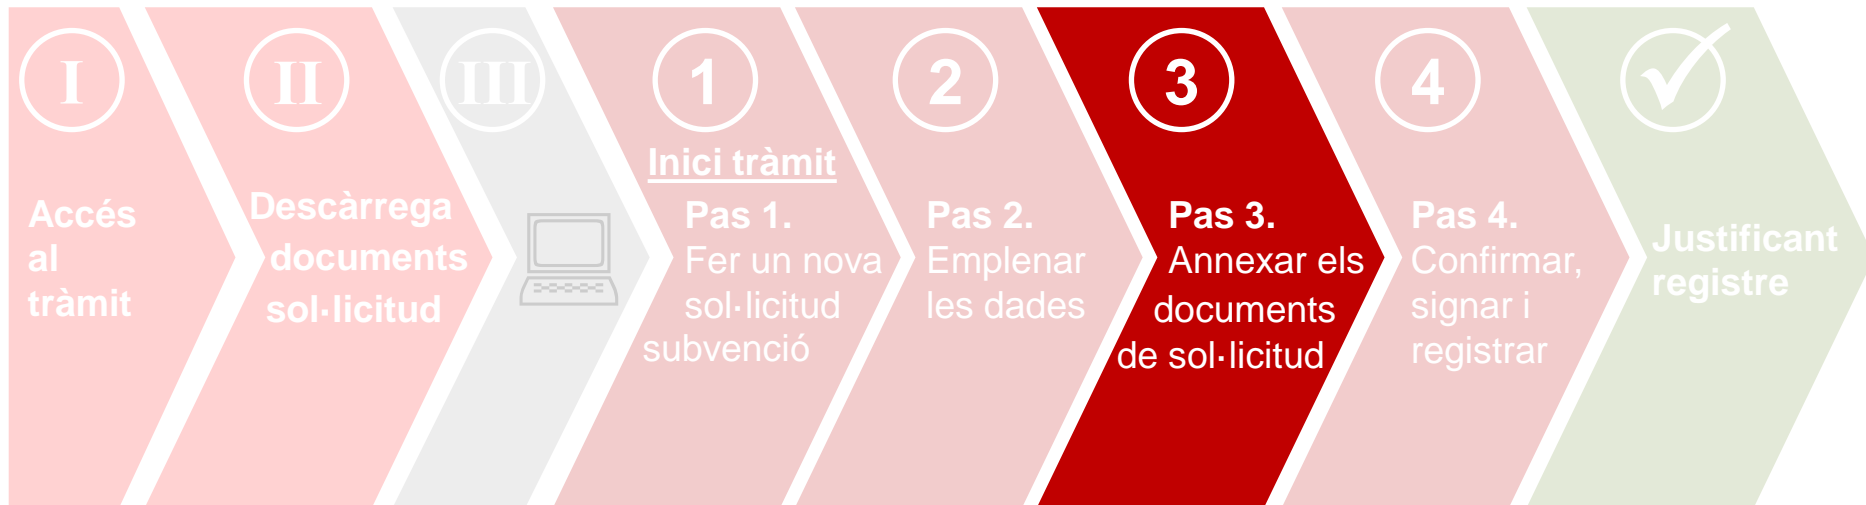 I
Accés
al
tràmit
II
Descàrrega
documents
sol·licitud
III
1
Inici tràmit
Pas 1.
Fer un nova
sol·licitud
subvenció
2
Pas 2.
Emplenar
les dades
3
Pas 3.
Annexar els
documents
de sol·licitud
4
Pas 4.
Confirmar,
signar i
registrar
Justificant
registre